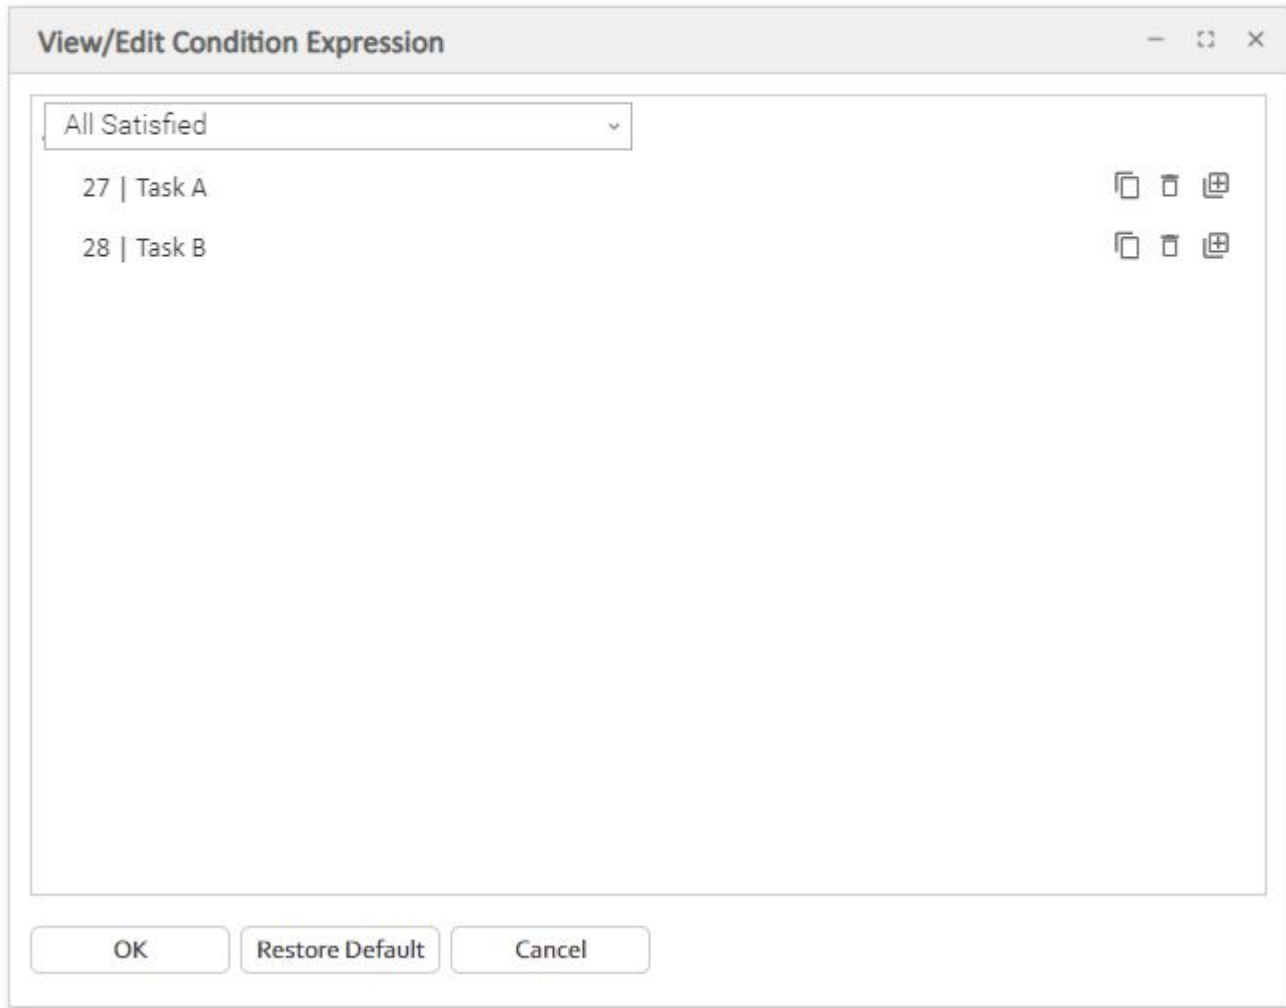 View/Edit Condition Expression
All Satisfied
27 | Task A
28 | Task B
OK
Restore Default
Cancel